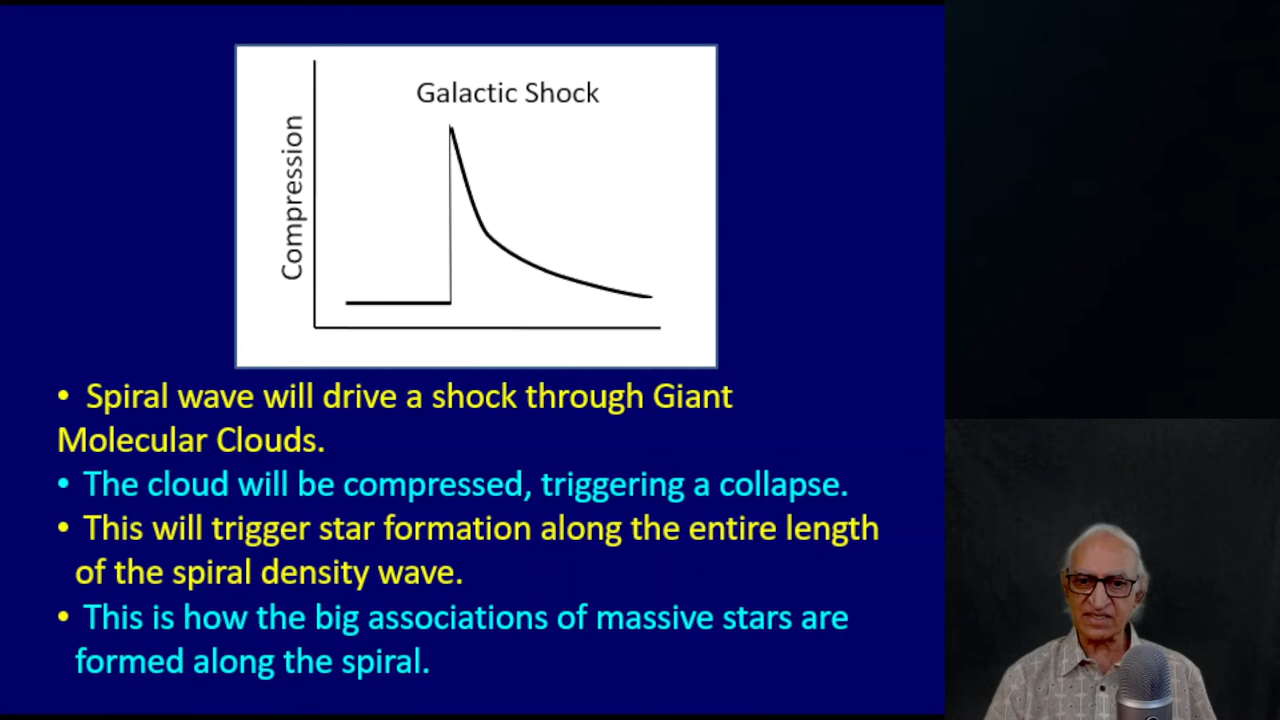 Galactic Shock
Compression
• Spiral wave will drive a shock through Giant
Molecular Clouds.
• The cloud will be compressed, triggering a collapse.
• This will trigger star formation along the entire length
of the spiral density wave.
• This is how the big associations of massive stars are
formed along the spiral.